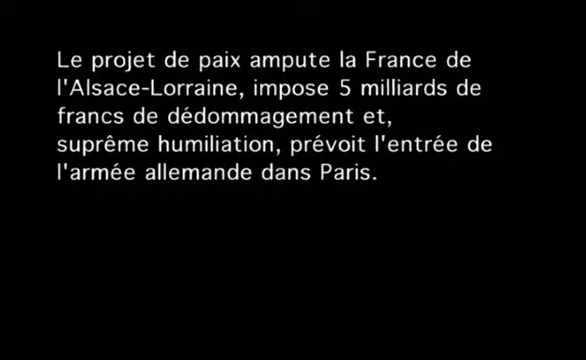 Le projet de paix ampute la France de
l'Alsace-Lorraine, impose 5 milliards de
francs de dédommagement et,
suprême humiliation, prévoit l'entrée de
l'armée allemande dans Paris.